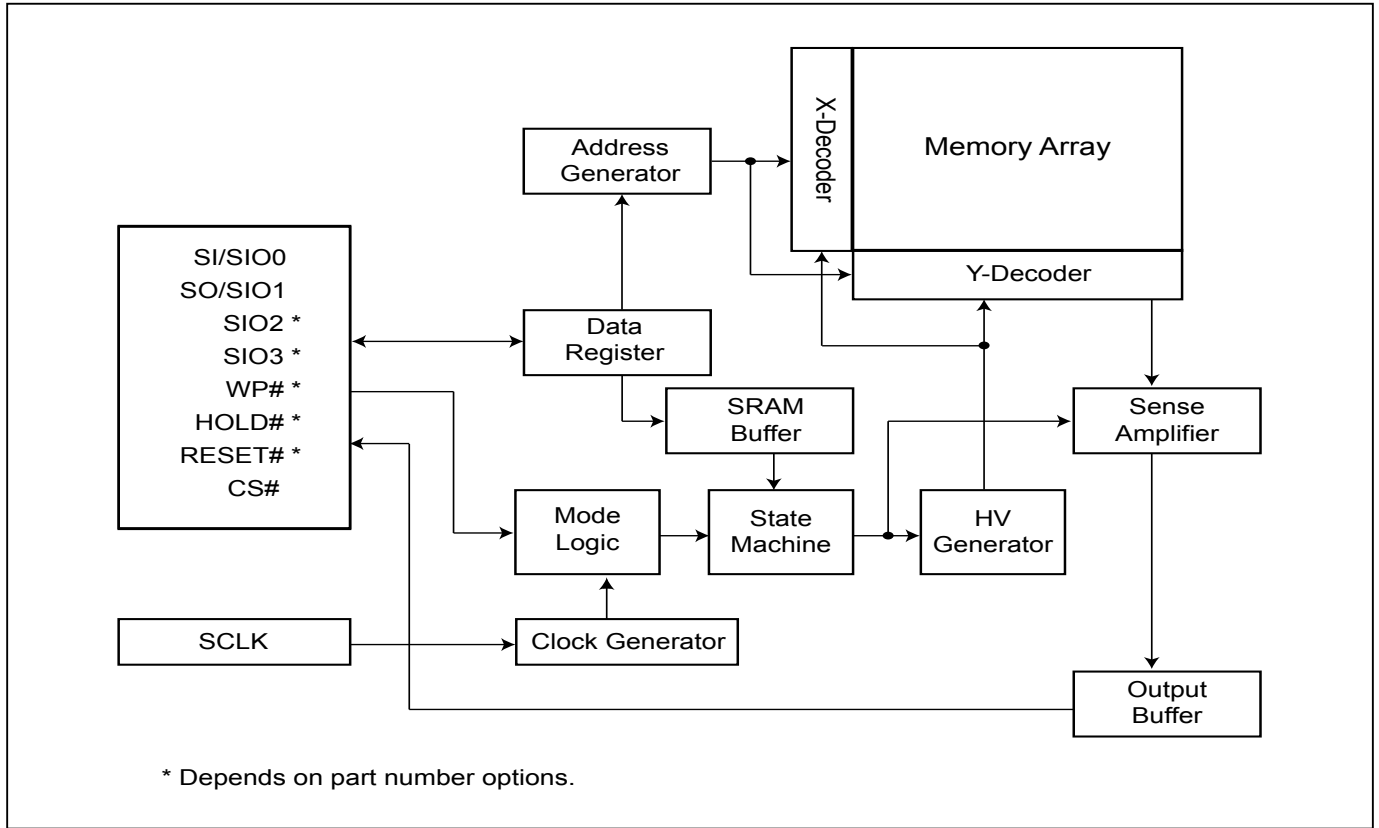 X-Decoder
Memory Array
Address
Generator
Y-Decoder
SI/SIO0
SO/SIO1
SIO2 *
SIO3 *
WP# *
HOLD# *
RESET# *
CS#
Data
Register
SRAM
Buffer
Sense
Amplifier
Mode
Logic
State
Machine
HV
Generator
SCLK
Clock Generator
Output
Buffer
* Depends on part number options.